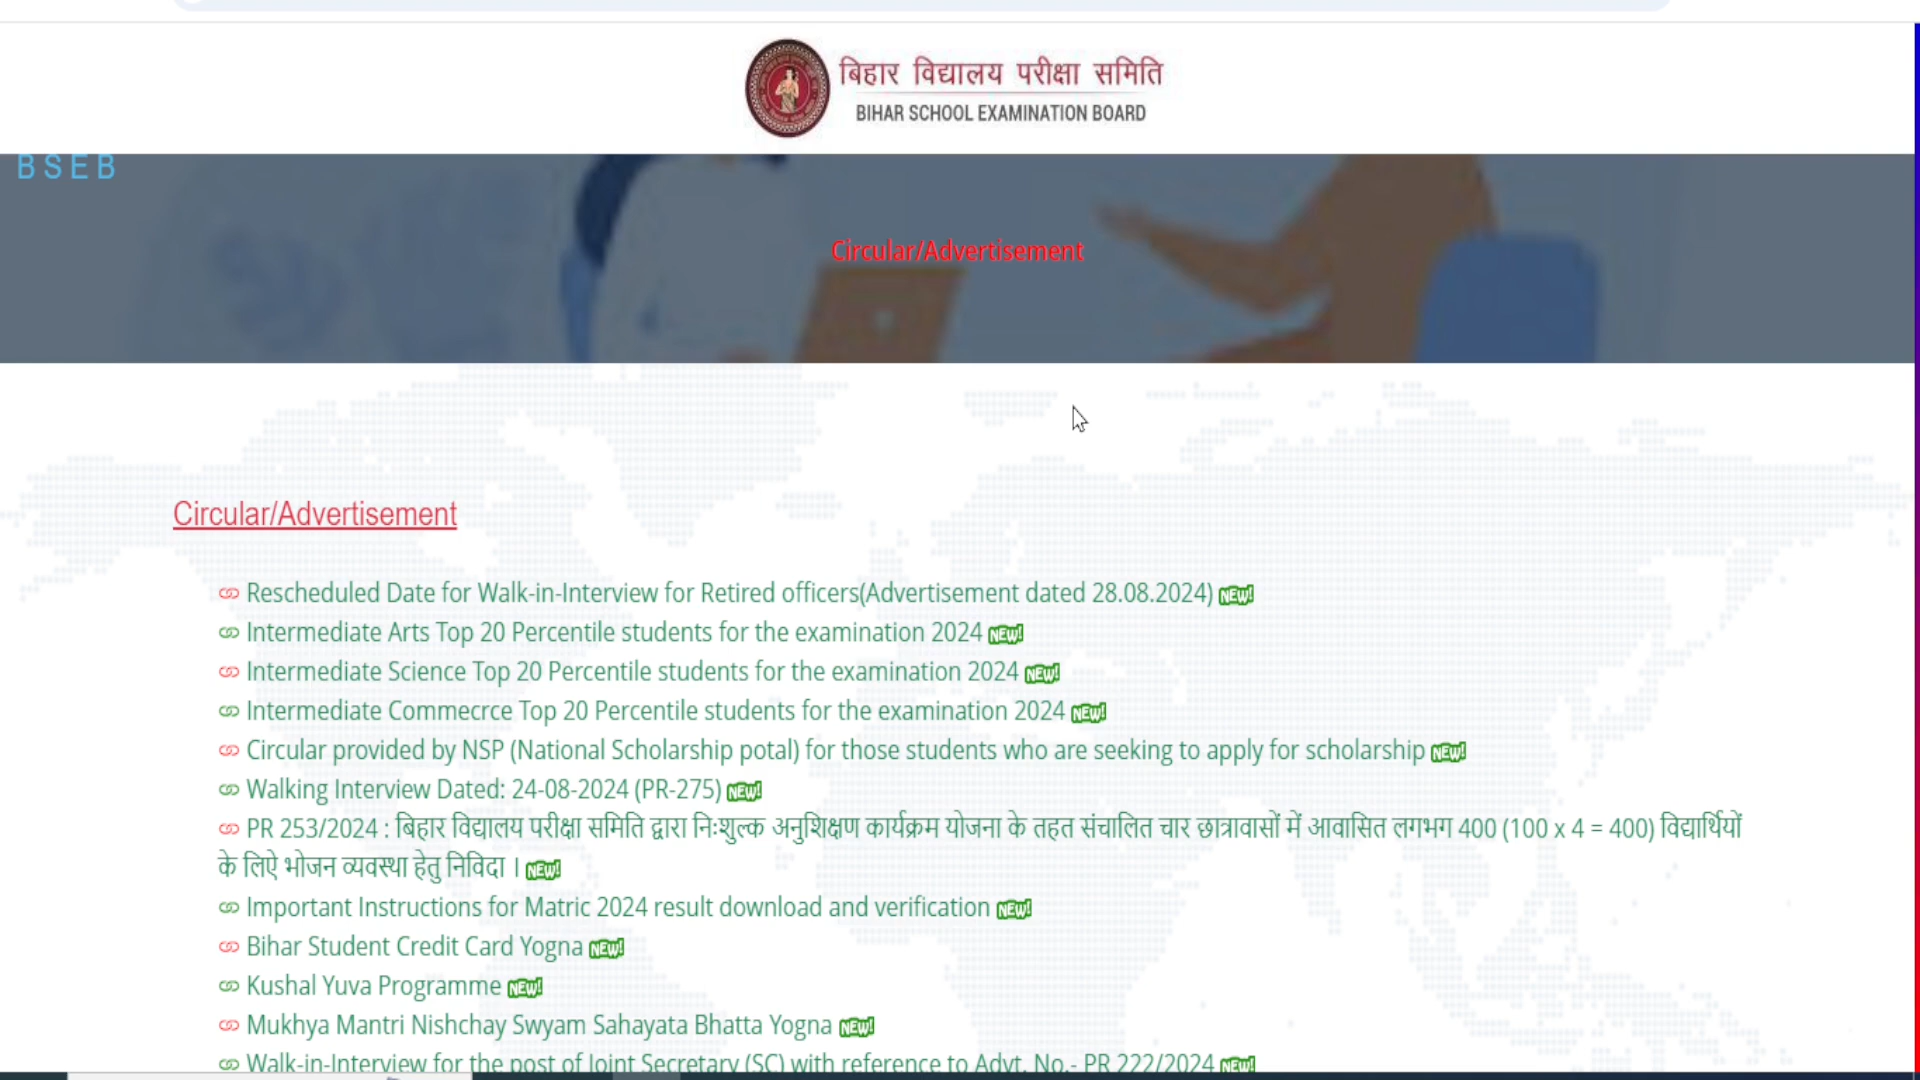 बिहार विद्यालय परीक्षा समिति
BIHAR SCHOOL EXAMINATION BOARD
BSEB
Circular/Advertisement
Circular/Advertisement
Rescheduled Date for Walk-in-Interview for Retired officers(Advertisement dated 28.08.2024) NEW!
Intermediate Arts Top 20 Percentile students for the examination 2024 NEW!
Intermediate Science Top 20 Percentile students for the examination 2024 NEW!
Intermediate Commecrce Top 20 Percentile students for the examination 2024 NEW!
Circular provided by NSP (National Scholarship potal) for those students who are seeking to apply for scholarship NEW!
Walking Interview Dated: 24-08-2024 (PR-275) NEW!
PR 253/2024 : बिहार विद्यालय परीक्षा समिति द्वारा निःशुल्क अनुशिक्षण कार्यक्रम योजना के तहत संचालित चार छात्रावासों में आवासित लगभग 400 (100 x 4 = 400) विद्यार्थियों
के लिऐ भोजन व्यवस्था हेतु निविदा । NEW!
Important Instructions for Matric 2024 result download and verification NEW!
Bihar Student Credit Card Yogna NEW!
Kushal Yuva Programme NEW!
Mukhya Mantri Nishchay Swyam Sahayata Bhatta Yogna NEW!
Walk-in-Interview for the post of Joint Secretary (SC) with reference to Advt. No.- PR 222/2024 NEW!